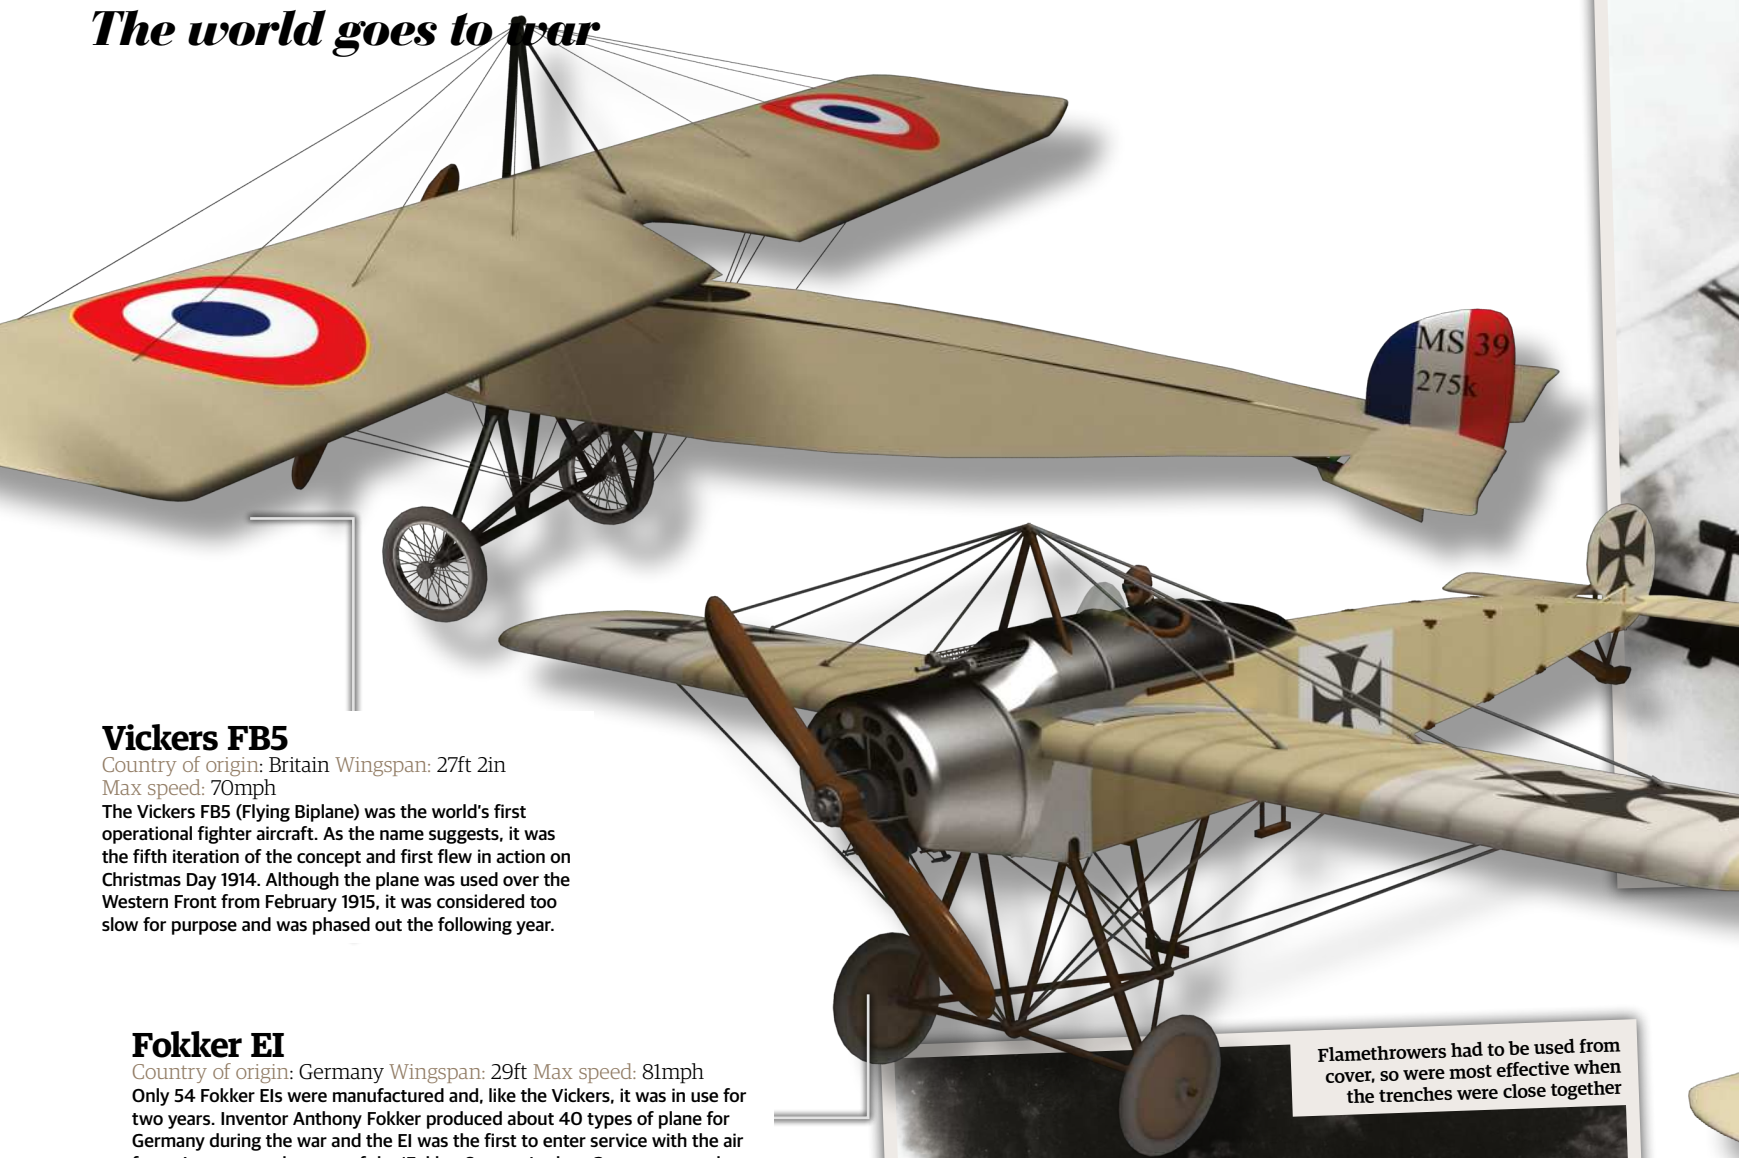 The world goes to war
MS 39
275k
Vickers FB5
Country of origin: Britain Wingspan: 27ft 2in
Max speed: 70mph
The Vickers FB5 (Flying Biplane) was the world's first
operational fighter aircraft. As the name suggests, it was
the fifth iteration of the concept and first flew in action on
Christmas Day 1914. Although the plane was used over the
Western Front from February 1915, it was considered too
slow for purpose and was phased out the following year.
Fokker EI
Country of origin: Germany Wingspan: 29ft Max speed: 81mph
Only 54 Fokker EIs were manufactured and, like the Vickers, it was in use for
two years. Inventor Anthony Fokker produced about 40 types of plane for
Germany during the war and the EI was the first to enter service with the air
Flamethrowers had to be used from
cover, so were most effective when
the trenches were close together